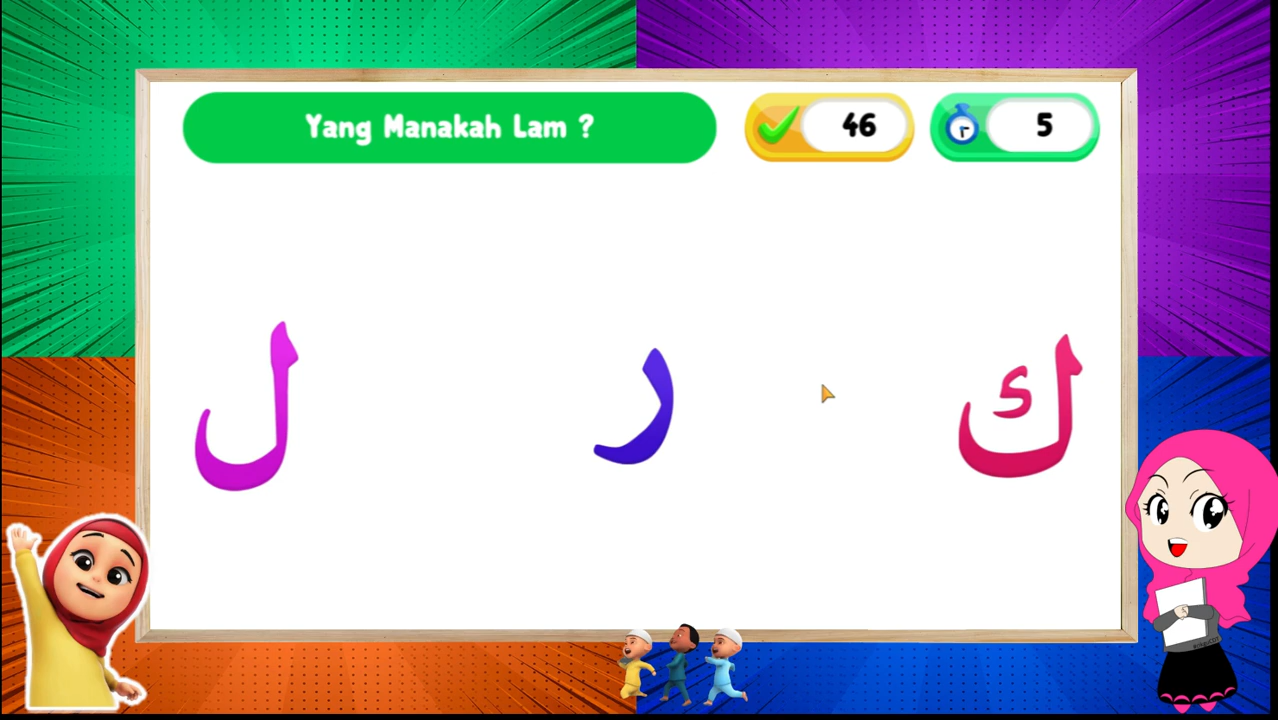 Yang Manakah Lam ?
46
5
ل
ر
ك